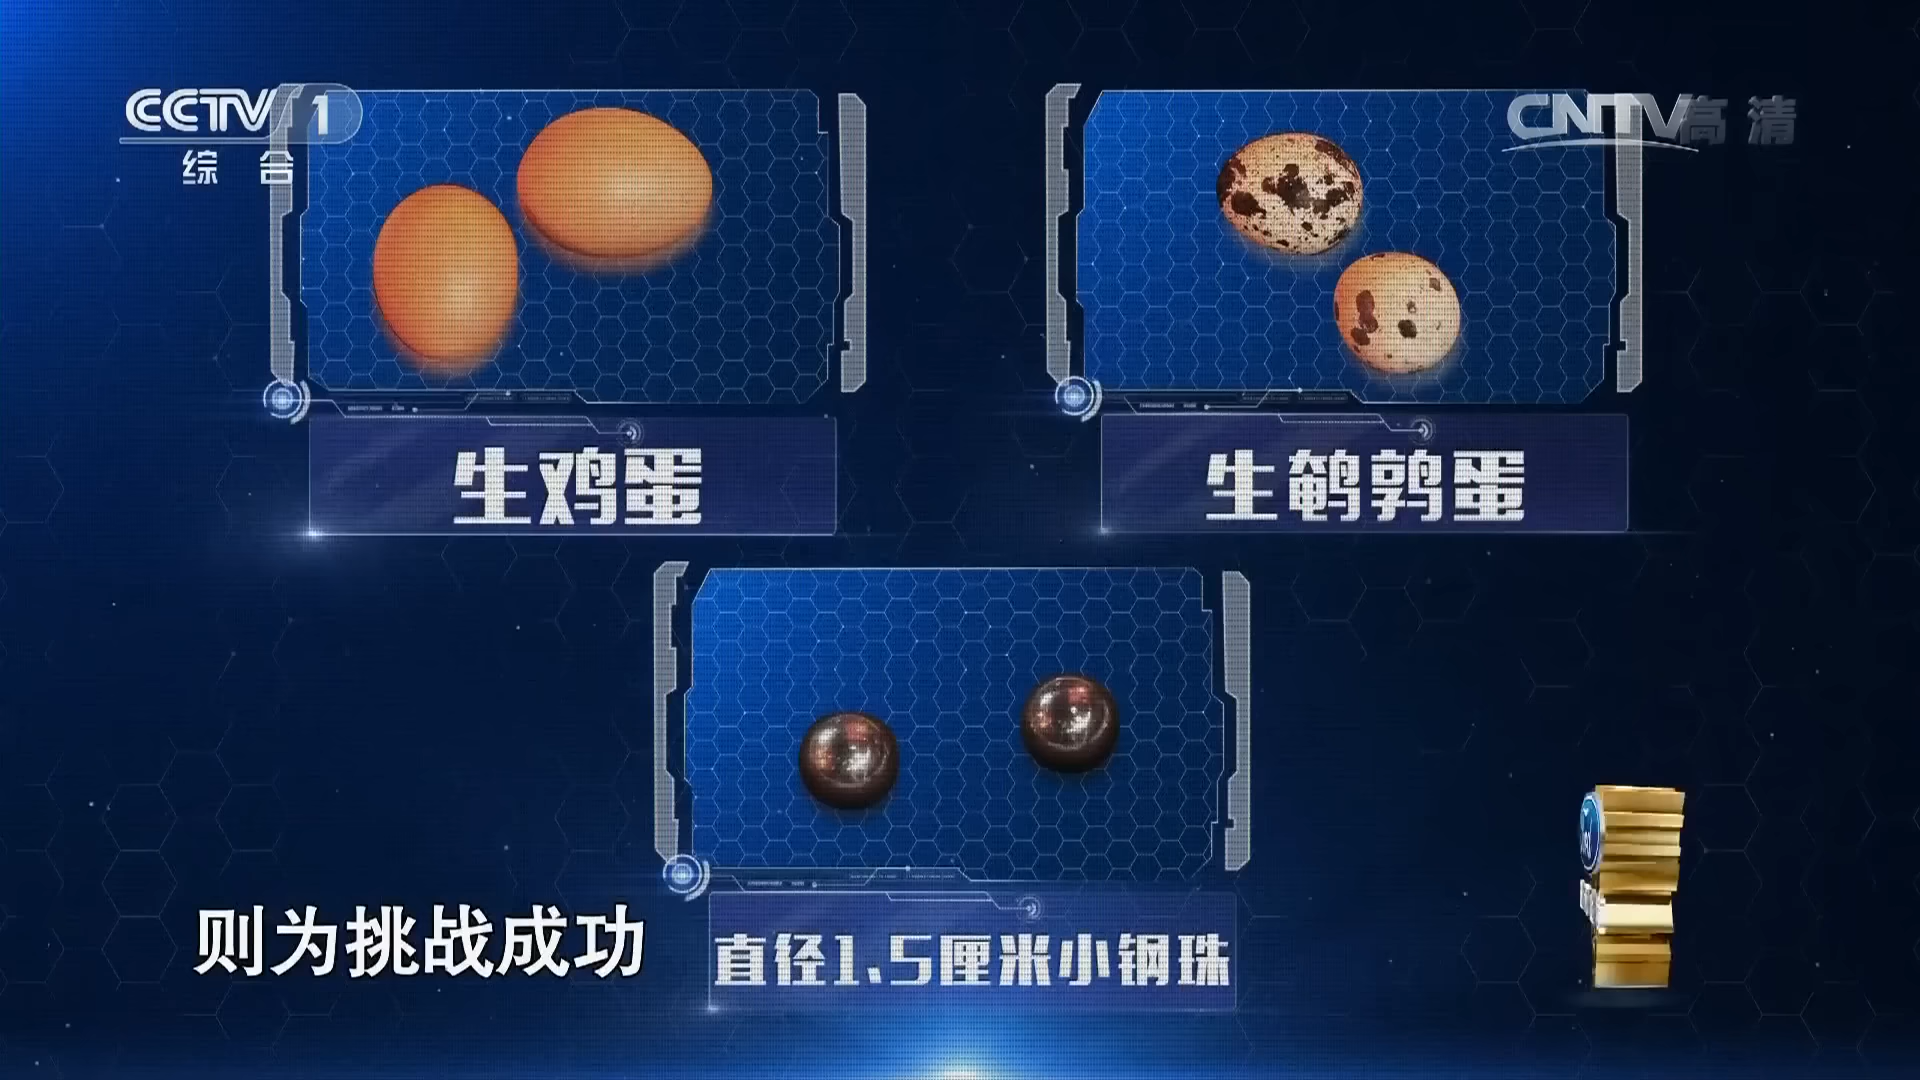 CCTV 1
综 合
CNTV高 清
生鸡蛋
生鹌鹑蛋
直径1.5厘米小钢珠
则为挑战成功